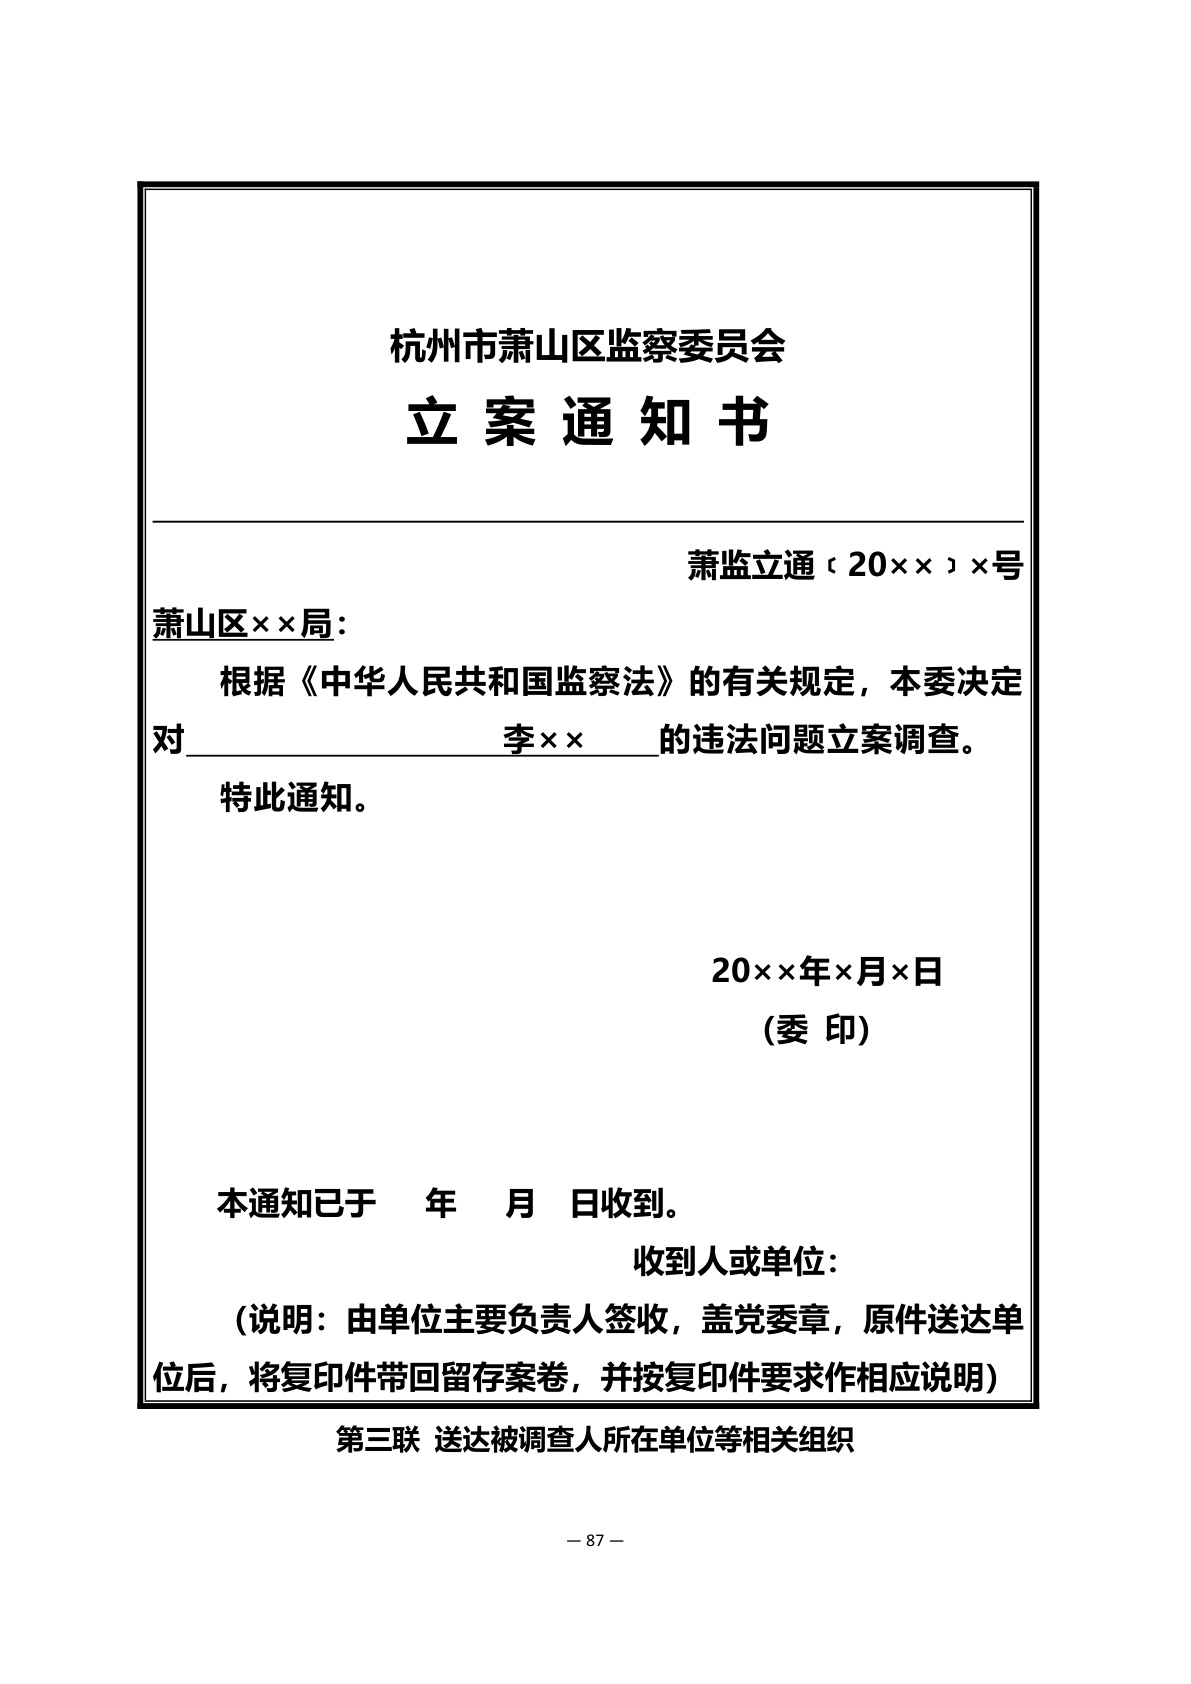 杭州市萧山区监察委员会
立 案 通 知 书
萧监立通﹝20××﹞×号
萧山区××局：
根据《中华人民共和国监察法》的有关规定，本委决定
对 李×× 的违法问题立案调查。
特此通知。
20××年×月×日
（委 印）
本通知已于 年 月 日收到。
收到人或单位：
（说明：由单位主要负责人签收，盖党委章，原件送达单
位后，将复印件带回留存案卷，并按复印件要求作相应说明）
第三联 送达被调查人所在单位等相关组织
— 87 —